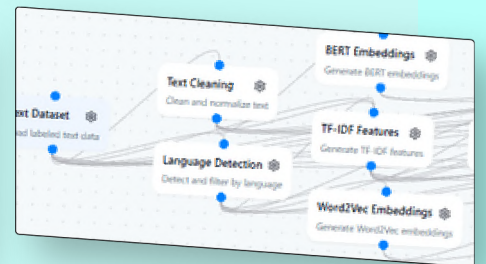 BERT Embeddings
Generate BERT embeddings
Text Cleaning
Clean and normalize text
ext Dataset
oad labeled text data
TF-IDF Features
Generate TF-IDF features
Language Detection
Detect and filter by language
Word2Vec Embeddings
Generate Word2Vec embeddings